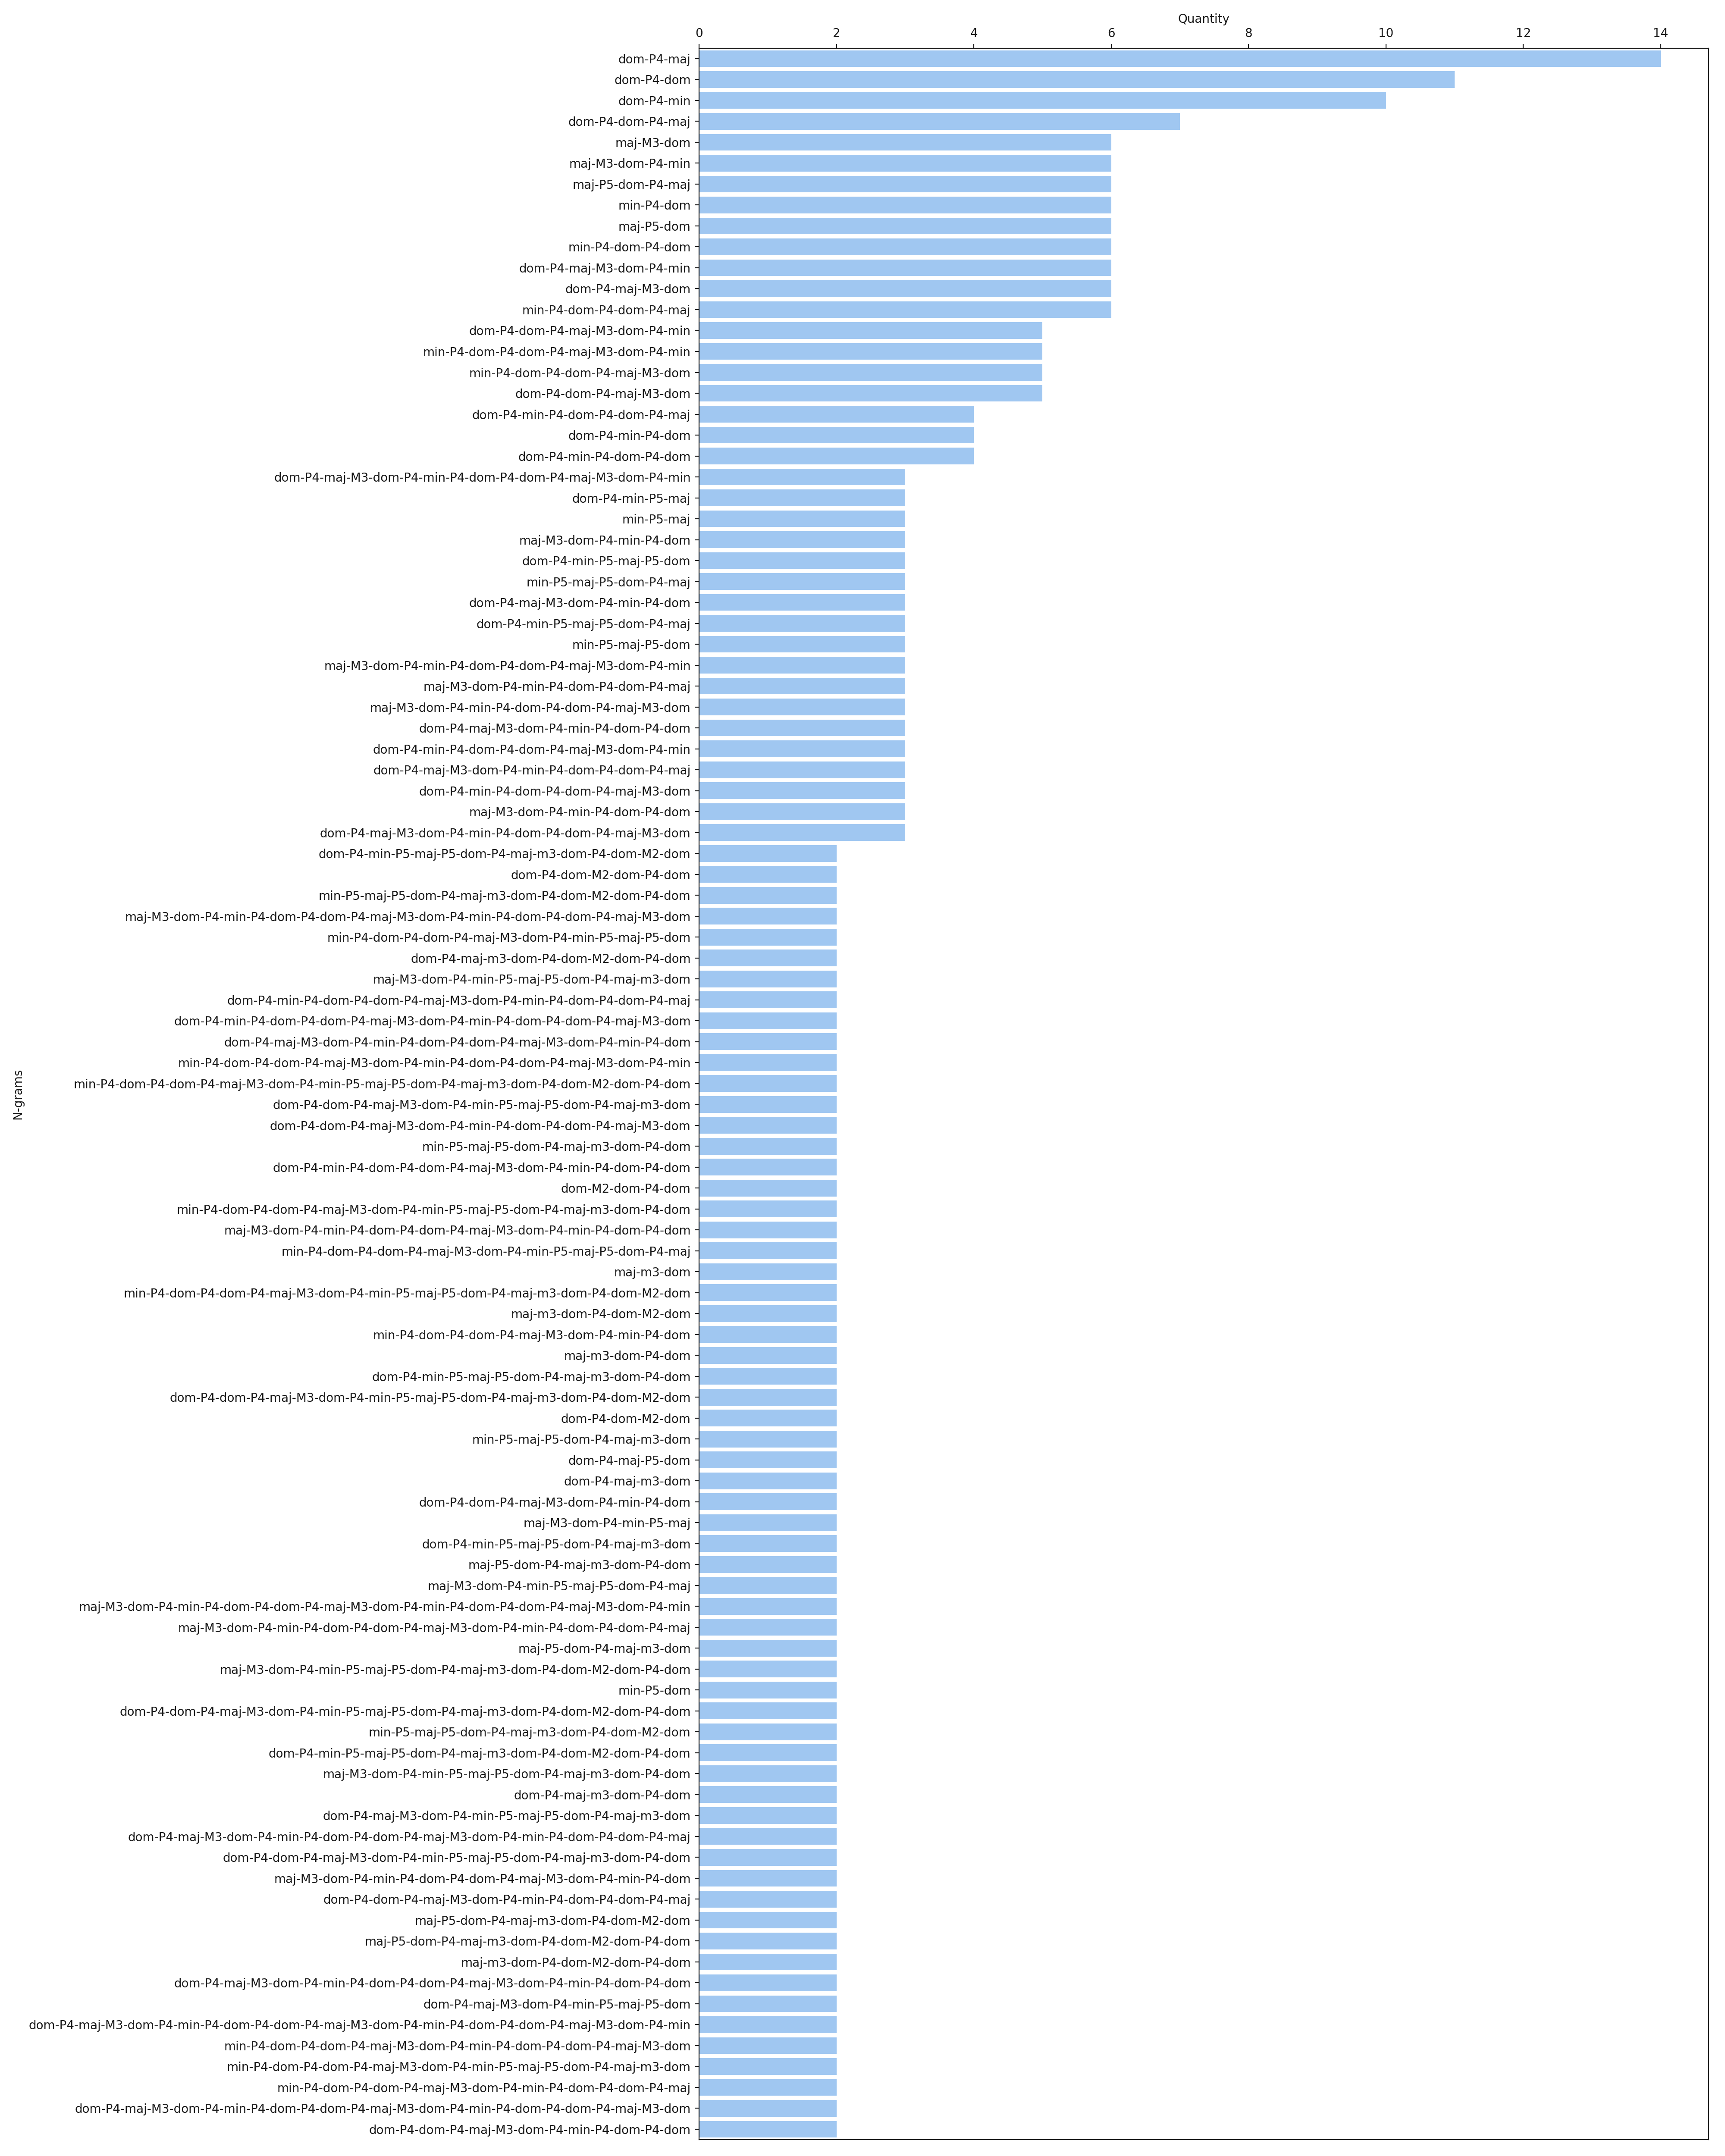 Quantity
0 2 4 6 8 10 12 14
dom-P4-maj
dom-P4-dom
dom-P4-min
dom-P4-dom-P4-maj
maj-M3-dom
maj-M3-dom-P4-min
maj-P5-dom-P4-maj
min-P4-dom
maj-P5-dom
min-P4-dom-P4-dom
dom-P4-maj-M3-dom-P4-min
dom-P4-maj-M3-dom
min-P4-dom-P4-dom-P4-maj
dom-P4-dom-P4-maj-M3-dom-P4-min
min-P4-dom-P4-dom-P4-maj-M3-dom-P4-min
min-P4-dom-P4-dom-P4-maj-M3-dom
dom-P4-dom-P4-maj-M3-dom
dom-P4-min-P4-dom-P4-dom-P4-maj
dom-P4-min-P4-dom
dom-P4-min-P4-dom-P4-dom
dom-P4-maj-M3-dom-P4-min-P4-dom-P4-dom-P4-maj-M3-dom-P4-min
dom-P4-min-P5-maj
min-P5-maj
maj-M3-dom-P4-min-P4-dom
dom-P4-min-P5-maj-P5-dom
min-P5-maj-P5-dom-P4-maj
dom-P4-maj-M3-dom-P4-min-P4-dom
dom-P4-min-P5-maj-P5-dom-P4-maj
min-P5-maj-P5-dom
maj-M3-dom-P4-min-P4-dom-P4-dom-P4-maj-M3-dom-P4-min
maj-M3-dom-P4-min-P4-dom-P4-dom-P4-maj
maj-M3-dom-P4-min-P4-dom-P4-dom-P4-maj-M3-dom
dom-P4-maj-M3-dom-P4-min-P4-dom-P4-dom
dom-P4-min-P4-dom-P4-dom-P4-maj-M3-dom-P4-min
dom-P4-maj-M3-dom-P4-min-P4-dom-P4-dom-P4-maj
dom-P4-min-P4-dom-P4-dom-P4-maj-M3-dom
maj-M3-dom-P4-min-P4-dom-P4-dom
dom-P4-maj-M3-dom-P4-min-P4-dom-P4-dom-P4-maj-M3-dom
dom-P4-min-P5-maj-P5-dom-P4-maj-m3-dom-P4-dom-M2-dom
dom-P4-dom-M2-dom-P4-dom
min-P5-maj-P5-dom-P4-maj-m3-dom-P4-dom-M2-dom-P4-dom
maj-M3-dom-P4-min-P4-dom-P4-dom-P4-maj-M3-dom-P4-min-P4-dom-P4-dom-P4-maj-M3-dom
min-P4-dom-P4-dom-P4-maj-M3-dom-P4-min-P5-maj-P5-dom
dom-P4-maj-m3-dom-P4-dom-M2-dom-P4-dom
maj-M3-dom-P4-min-P5-maj-P5-dom-P4-maj-m3-dom
dom-P4-min-P4-dom-P4-dom-P4-maj-M3-dom-P4-min-P4-dom-P4-dom-P4-maj
dom-P4-min-P4-dom-P4-dom-P4-maj-M3-dom-P4-min-P4-dom-P4-dom-P4-maj-M3-dom
dom-P4-maj-M3-dom-P4-min-P4-dom-P4-dom-P4-maj-M3-dom-P4-min-P4-dom
min-P4-dom-P4-dom-P4-maj-M3-dom-P4-min-P4-dom-P4-dom-P4-maj-M3-dom-P4-min
min-P4-dom-P4-dom-P4-maj-M3-dom-P4-min-P5-maj-P5-dom-P4-maj-m3-dom-P4-dom-M2-dom-P4-dom
dom-P4-dom-P4-maj-M3-dom-P4-min-P5-maj-P5-dom-P4-maj-m3-dom
dom-P4-dom-P4-maj-M3-dom-P4-min-P4-dom-P4-dom-P4-maj-M3-dom
min-P5-maj-P5-dom-P4-maj-m3-dom-P4-dom
dom-P4-min-P4-dom-P4-dom-P4-maj-M3-dom-P4-min-P4-dom-P4-dom
dom-M2-dom-P4-dom
min-P4-dom-P4-dom-P4-maj-M3-dom-P4-min-P5-maj-P5-dom-P4-maj-m3-dom-P4-dom
maj-M3-dom-P4-min-P4-dom-P4-dom-P4-maj-M3-dom-P4-min-P4-dom-P4-dom
min-P4-dom-P4-dom-P4-maj-M3-dom-P4-min-P5-maj-P5-dom-P4-maj
maj-m3-dom
min-P4-dom-P4-dom-P4-maj-M3-dom-P4-min-P5-maj-P5-dom-P4-maj-m3-dom-P4-dom-M2-dom
maj-m3-dom-P4-dom-M2-dom
min-P4-dom-P4-dom-P4-maj-M3-dom-P4-min-P4-dom
maj-m3-dom-P4-dom
dom-P4-min-P5-maj-P5-dom-P4-maj-m3-dom-P4-dom
dom-P4-dom-P4-maj-M3-dom-P4-min-P5-maj-P5-dom-P4-maj-m3-dom-P4-dom-M2-dom
dom-P4-dom-M2-dom
min-P5-maj-P5-dom-P4-maj-m3-dom
dom-P4-maj-P5-dom
dom-P4-maj-m3-dom
dom-P4-dom-P4-maj-M3-dom-P4-min-P4-dom
maj-M3-dom-P4-min-P5-maj
dom-P4-min-P5-maj-P5-dom-P4-maj-m3-dom
maj-P5-dom-P4-maj-m3-dom-P4-dom
maj-M3-dom-P4-min-P5-maj-P5-dom-P4-maj
maj-M3-dom-P4-min-P4-dom-P4-dom-P4-maj-M3-dom-P4-min-P4-dom-P4-dom-P4-maj-M3-dom-P4-min
maj-M3-dom-P4-min-P4-dom-P4-dom-P4-maj-M3-dom-P4-min-P4-dom-P4-dom-P4-maj
maj-P5-dom-P4-maj-m3-dom
maj-M3-dom-P4-min-P5-maj-P5-dom-P4-maj-m3-dom-P4-dom-M2-dom-P4-dom
min-P5-dom
dom-P4-dom-P4-maj-M3-dom-P4-min-P5-maj-P5-dom-P4-maj-m3-dom-P4-dom-M2-dom-P4-dom
min-P5-maj-P5-dom-P4-maj-m3-dom-P4-dom-M2-dom
dom-P4-min-P5-maj-P5-dom-P4-maj-m3-dom-P4-dom-M2-dom-P4-dom
maj-M3-dom-P4-min-P5-maj-P5-dom-P4-maj-m3-dom-P4-dom
dom-P4-maj-m3-dom-P4-dom
dom-P4-maj-M3-dom-P4-min-P5-maj-P5-dom-P4-maj-m3-dom
dom-P4-maj-M3-dom-P4-min-P4-dom-P4-dom-P4-maj-M3-dom-P4-min-P4-dom-P4-dom-P4-maj
dom-P4-dom-P4-maj-M3-dom-P4-min-P5-maj-P5-dom-P4-maj-m3-dom-P4-dom
maj-M3-dom-P4-min-P4-dom-P4-dom-P4-maj-M3-dom-P4-min-P4-dom
dom-P4-dom-P4-maj-M3-dom-P4-min-P4-dom-P4-dom-P4-maj
maj-P5-dom-P4-maj-m3-dom-P4-dom-M2-dom
maj-P5-dom-P4-maj-m3-dom-P4-dom-M2-dom-P4-dom
maj-m3-dom-P4-dom-M2-dom-P4-dom
dom-P4-maj-M3-dom-P4-min-P4-dom-P4-dom-P4-maj-M3-dom-P4-min-P4-dom-P4-dom
dom-P4-maj-M3-dom-P4-min-P5-maj-P5-dom
dom-P4-maj-M3-dom-P4-min-P4-dom-P4-dom-P4-maj-M3-dom-P4-min-P4-dom-P4-dom-P4-maj-M3-dom-P4-min
min-P4-dom-P4-dom-P4-maj-M3-dom-P4-min-P4-dom-P4-dom-P4-maj-M3-dom
min-P4-dom-P4-dom-P4-maj-M3-dom-P4-min-P5-maj-P5-dom-P4-maj-m3-dom
min-P4-dom-P4-dom-P4-maj-M3-dom-P4-min-P4-dom-P4-dom-P4-maj
dom-P4-maj-M3-dom-P4-min-P4-dom-P4-dom-P4-maj-M3-dom-P4-min-P4-dom-P4-dom-P4-maj-M3-dom
dom-P4-dom-P4-maj-M3-dom-P4-min-P4-dom-P4-dom
N-grams